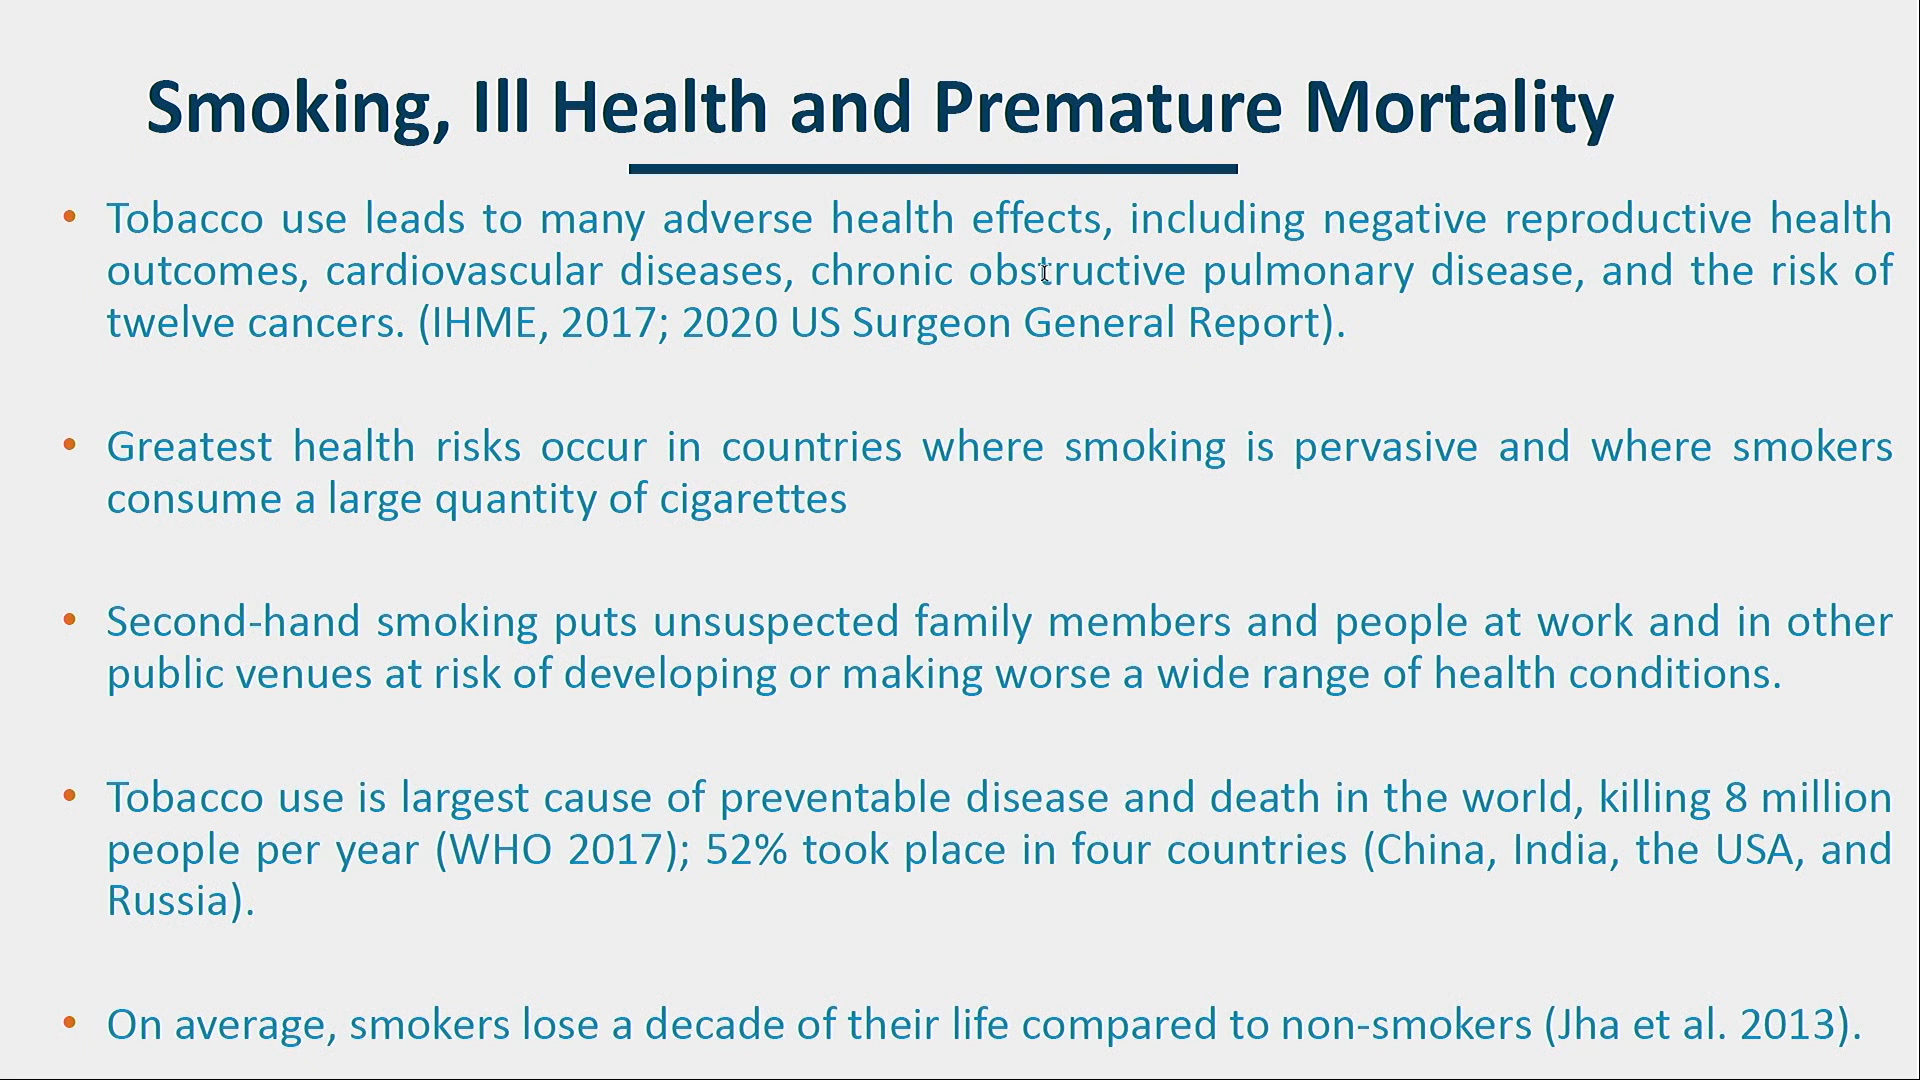 Smoking, Ill Health and Premature Mortality
• Tobacco use leads to many adverse health effects, including negative reproductive health
outcomes, cardiovascular diseases, chronic obstructive pulmonary disease, and the risk of
twelve cancers. (IHME, 2017; 2020 US Surgeon General Report).
• Greatest health risks occur in countries where smoking is pervasive and where smokers
consume a large quantity of cigarettes
• Second-hand smoking puts unsuspected family members and people at work and in other
public venues at risk of developing or making worse a wide range of health conditions.
• Tobacco use is largest cause of preventable disease and death in the world, killing 8 million
people per year (WHO 2017); 52% took place in four countries (China, India, the USA, and
Russia).
• On average, smokers lose a decade of their life compared to non-smokers (Jha et al. 2013).